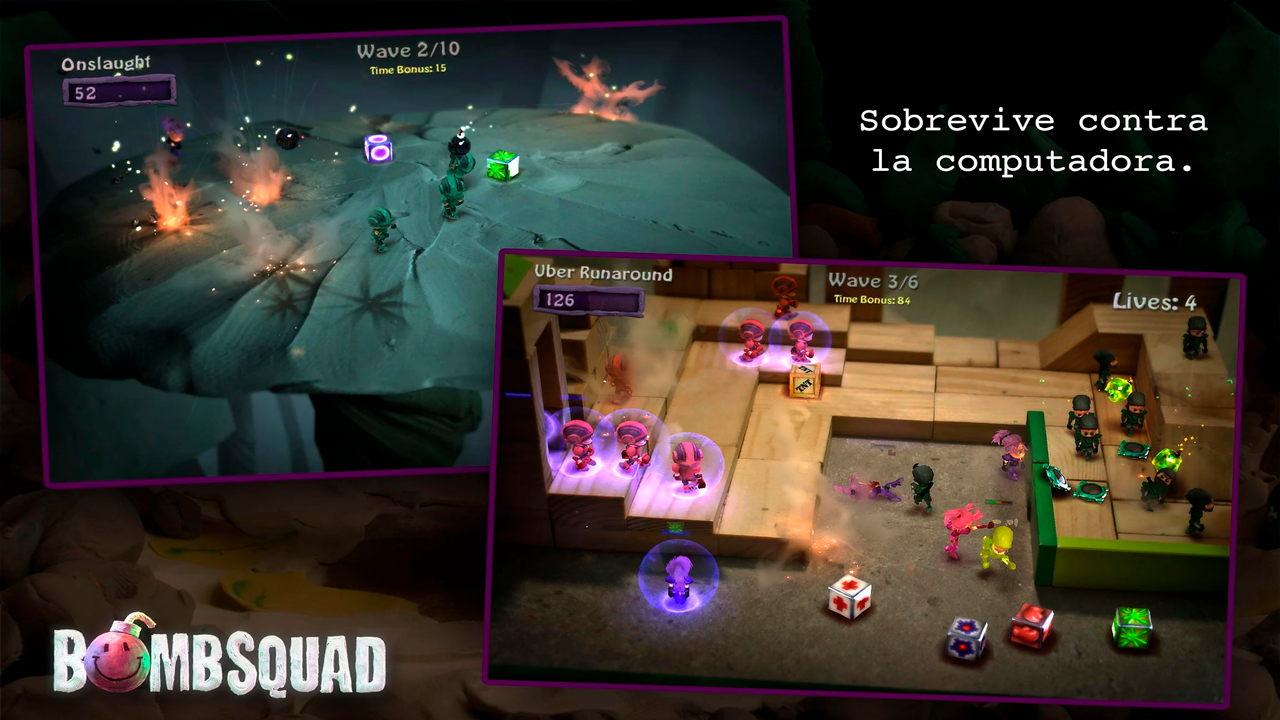 Onslaught
52
Wave 2/10
Time Bonus: 15
Sobrevive contra
la computadora.
Uber Runaround
126
Wave 3/6
Time Bonus: 84
Lives: 4
TNT
BOMBSQUAD